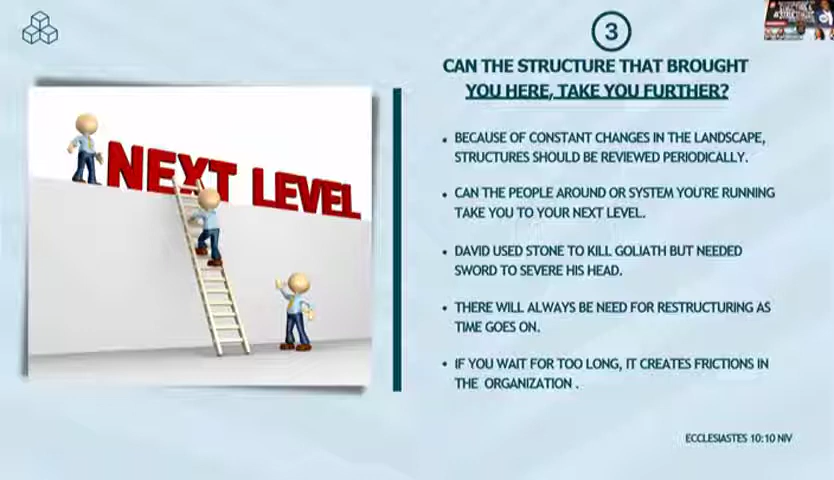 3
CAN THE STRUCTURE THAT BROUGHT
YOU HERE, TAKE YOU FURTHER?
NEXT LEVEL
• BECAUSE OF CONSTANT CHANGES IN THE LANDSCAPE,
STRUCTURES SHOULD BE REVIEWED PERIODICALLY.
• CAN THE PEOPLE AROUND OR SYSTEM YOU'RE RUNNING
TAKE YOU TO YOUR NEXT LEVEL.
• DAVID USED STONE TO KILL GOLIATH BUT NEEDED
SWORD TO SEVERE HIS HEAD.
• THERE WILL ALWAYS BE NEED FOR RESTRUCTURING AS
TIME GOES ON.
• IF YOU WAIT FOR TOO LONG, IT CREATES FRICTIONS IN
THE ORGANIZATION .
ECCLESIASTES 10:10 NIV